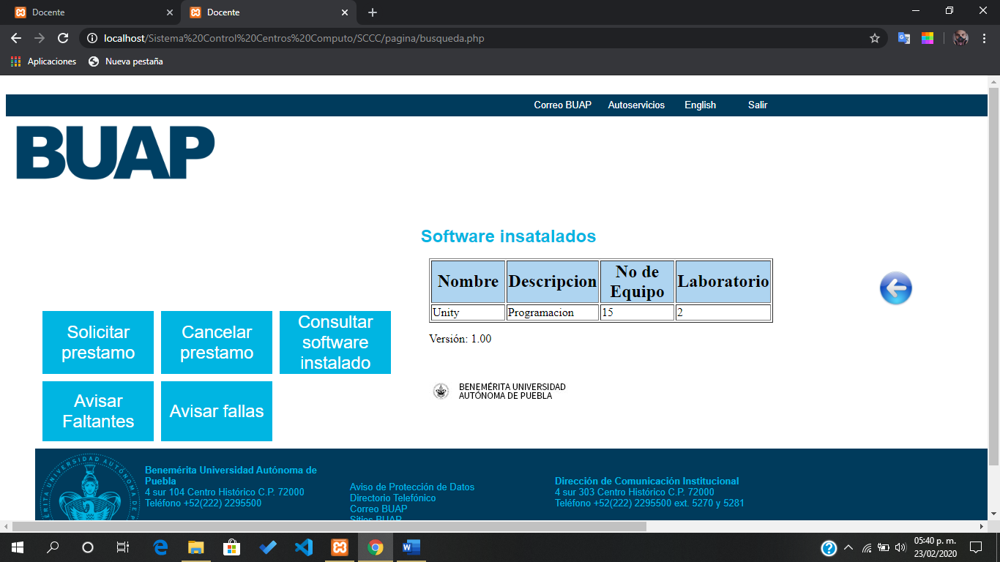 Docente
Docente
localhost/Sistema%20Control%20Centros%20Computo/SCCC/pagina/busqueda.php
Aplicaciones
Nueva pestaña
Correo BUAP Autoservicios English Salir
BUAP
Software insatalados
Nombre Descripcion No de Equipo Laboratorio
Unity Programacion 15 2
Versión: 1.00
Solicitar
prestamo
Cancelar
prestamo
Consultar
software
instalado
Avisar
Faltantes
Avisar fallas
BENEMÉRITA UNIVERSIDAD
AUTÓNOMA DE PUEBLA
Benemérita Universidad Autónoma de
Puebla
4 sur 104 Centro Histórico C.P. 72000
Teléfono +52(222) 2295500
Aviso de Protección de Datos
Directorio Telefónico
Correo BUAP
Sitios BUAP
Dirección de Comunicación Institucional
4 sur 303 Centro Histórico C.P. 72000
Teléfono +52(222) 2295500 ext. 5270 y 5281
05:40 p. m.
23/02/2020